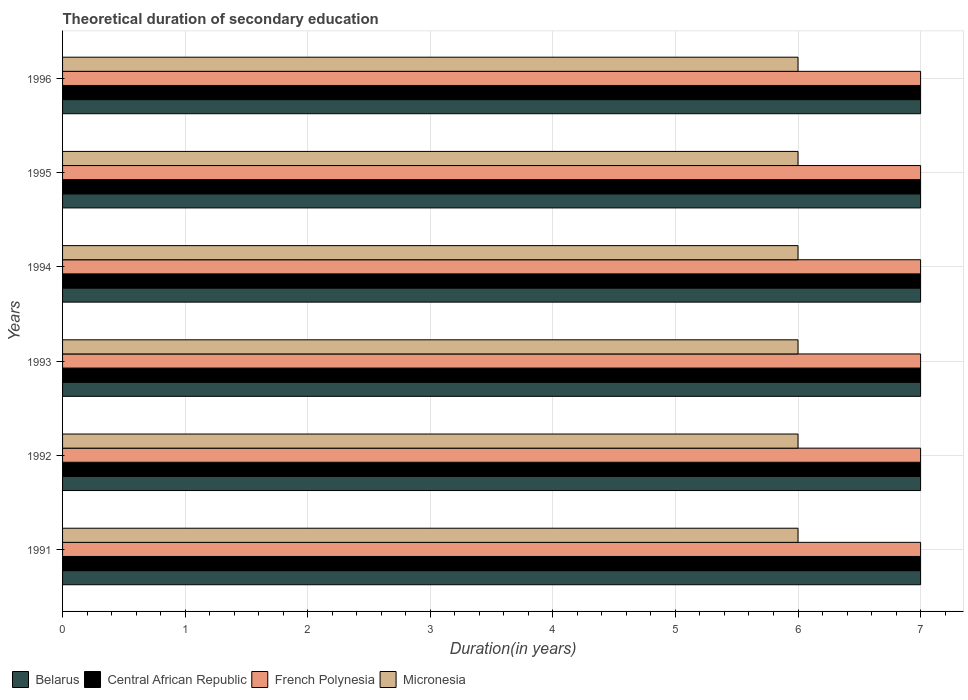 Theoretical duration of secondary education
1996
1995
1994
1993
1992
1991
Years
0 1 2 3 4 5 6 7
Duration(in years)
Belarus Central African Republic French Polynesia Micronesia